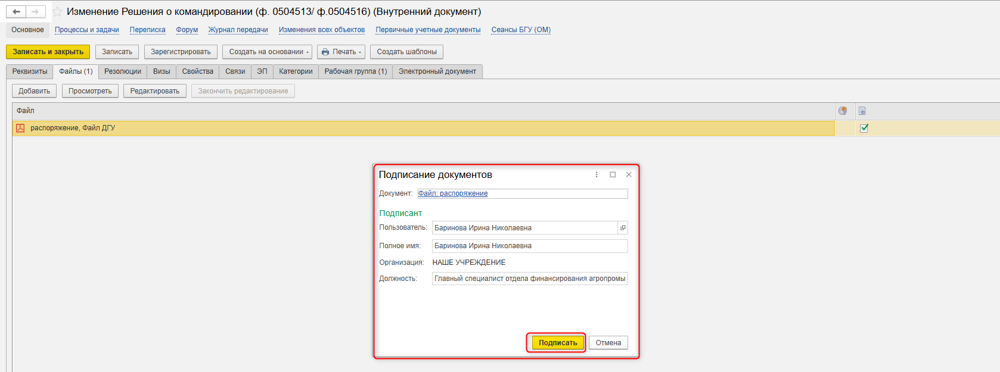 Изменение Решения о командировании (ф. 0504513/ ф.0504516) (Внутренний документ)
Основное Процессы и задачи Переписка Форум Журнал передачи Изменения всех объектов Первичные учетные документы Сеансы БГУ (ОМ)
Записать и закрыть Записать Зарегистрировать Создать на основании Печать Создать шаблоны
Реквизиты Файлы (1) Резолюции Визы Свойства Связи ЭП Категории Рабочая группа (1) Электронный документ
Добавить Просмотреть Редактировать Закончить редактирование
Файл
распоряжение, Файл ДГУ
Подписание документов
Документ: Файл: распоряжение
Подписант
Пользователь: Баринова Ирина Николаевна
Полное имя: Баринова Ирина Николаевна
Организация: НАШЕ УЧРЕЖДЕНИЕ
Должность: Главный специалист отдела финансирования агропромы
Подписать Отмена